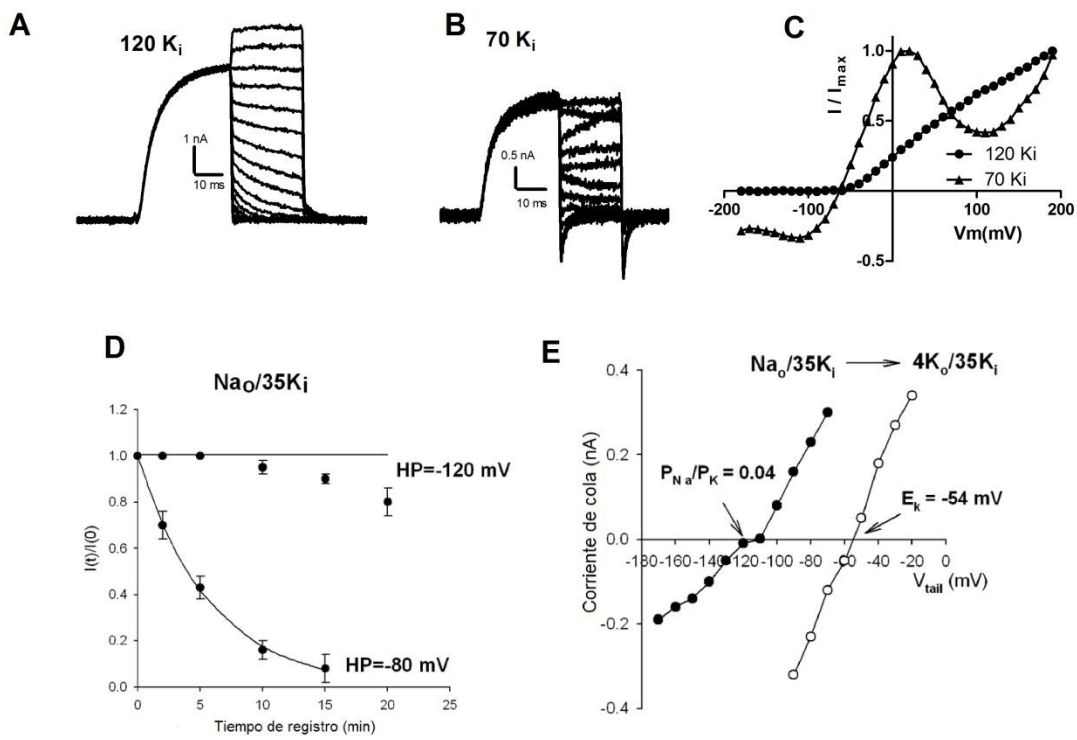 A
120 Ki
1 nA
10 ms
B
70 Ki
0.5 nA
10 ms
C
I / Imax
1.0
0.5
-0.5
-200
-100
0
100
200
Vm(mV)
120 Ki
70 Ki
D
Nao/35Ki
I(t)/I(0)
1.2
1.0
0.8
0.6
0.4
0.2
0.0
HP=-120 mV
HP=-80 mV
0
5
10
15
20
25
Tiempo de registro (min)
E
Nao/35Ki → 4Ko/35Ki
Corriente de cola (nA)
0.4
0.2
0.0
-0.2
-0.4
PNa/PK = 0.04
Ek = -54 mV
-180 -160 -140 -120 -100 -80 -60 -40 -20 0
Vtail (mV)